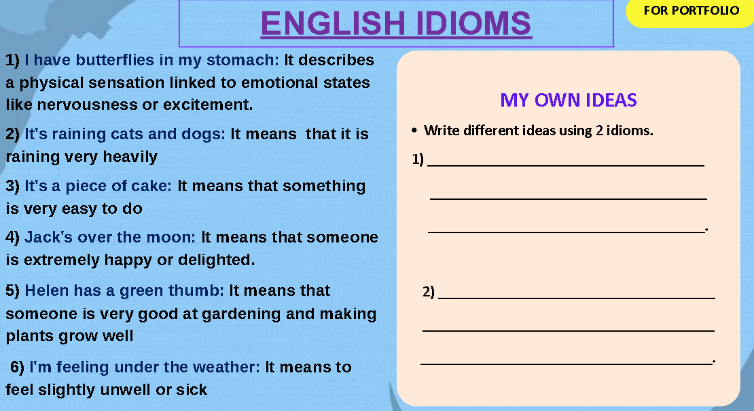 FOR PORTFOLIO
ENGLISH IDIOMS
1) I have butterflies in my stomach: It describes
a physical sensation linked to emotional states
like nervousness or excitement.
2) It's raining cats and dogs: It means that it is
raining very heavily
3) It's a piece of cake: It means that something
is very easy to do
4) Jack's over the moon: It means that someone
is extremely happy or delighted.
5) Helen has a green thumb: It means that
someone is very good at gardening and making
plants grow well
6) I'm feeling under the weather: It means to
feel slightly unwell or sick
MY OWN IDEAS
• Write different ideas using 2 idioms.
1) ______________________________
______________________________
______________________________.
2) ______________________________
______________________________
______________________________.